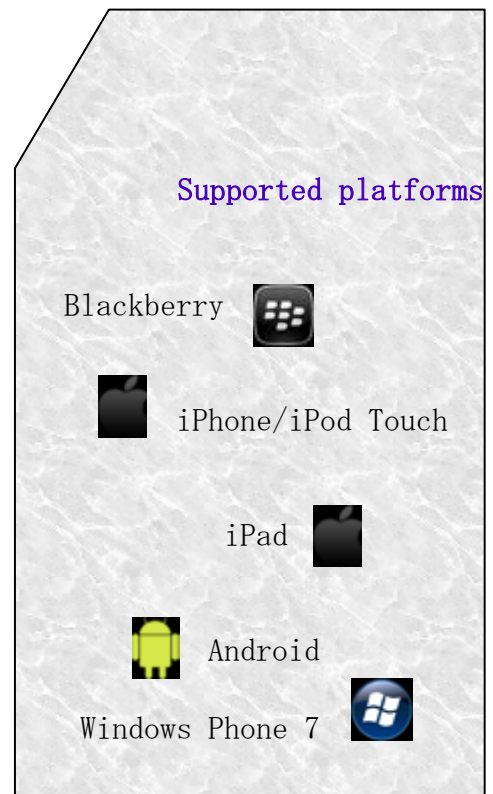 Supported platforms
Blackberry
iPhone/iPod Touch
iPad
Android
Windows Phone 7